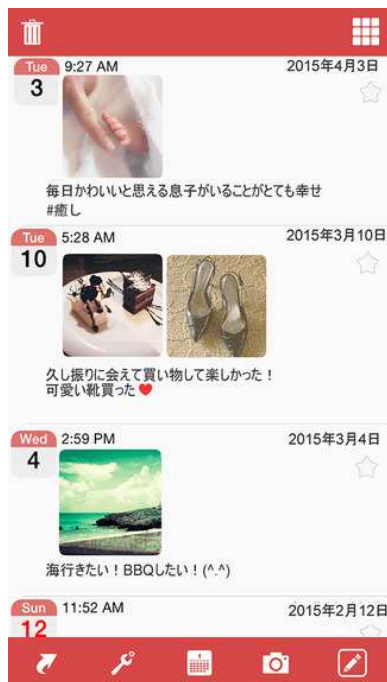 Tue 9:27 AM 2015年4月3日
3
毎日かわいいと思える息子がいることがとても幸せ
#癒し
Tue 5:28 AM 2015年3月10日
10
久し振りに会えて買い物して楽しかった！
可愛い靴買った❤
Wed 2:59 PM 2015年3月4日
4
海行きたい！BBQしたい！(^.^)
Sun 11:52 AM 2015年2月12日
12